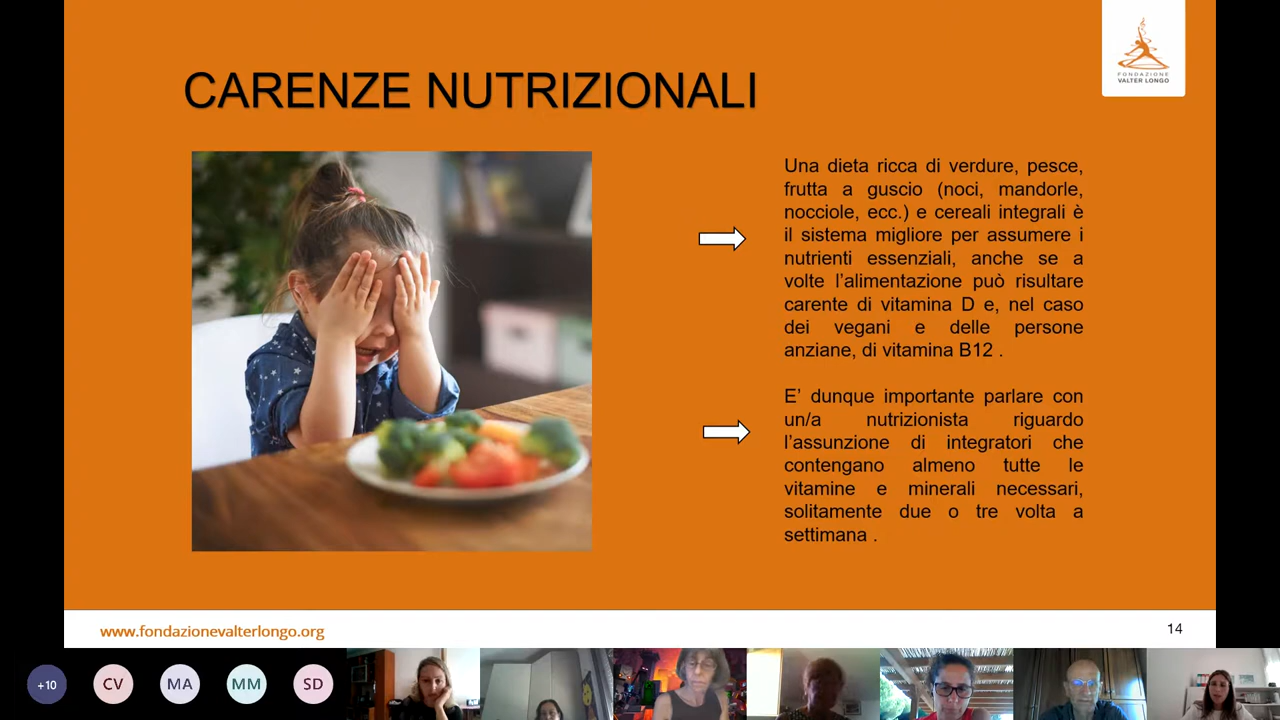 FONDAZIONE
VALTER LONGO
CARENZE NUTRIZIONALI
Una dieta ricca di verdure, pesce,
frutta a guscio (noci, mandorle,
nocciole, ecc.) e cereali integrali è
il sistema migliore per assumere i
nutrienti essenziali, anche se a
volte l’alimentazione può risultare
carente di vitamina D e, nel caso
dei vegani e delle persone
anziane, di vitamina B12 .
E’ dunque importante parlare con
un/a nutrizionista riguardo
l’assunzione di integratori che
contengano almeno tutte le
vitamine e minerali necessari,
solitamente due o tre volta a
settimana .
www.fondazionevalterlongo.org
14
+10
CV
MA
MM
SD